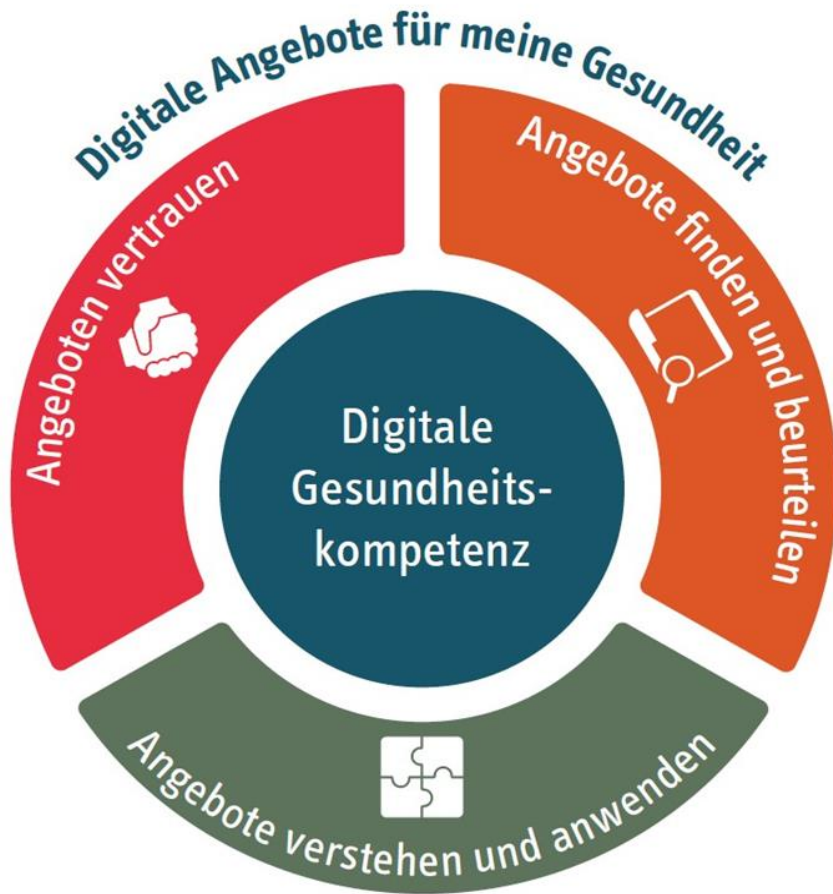 Digitale Angebote für meine Gesundheit
Angeboten vertrauen
Angebote finden und beurteilen
Digitale
Gesundheits-
kompetenz
Angebote verstehen und anwenden